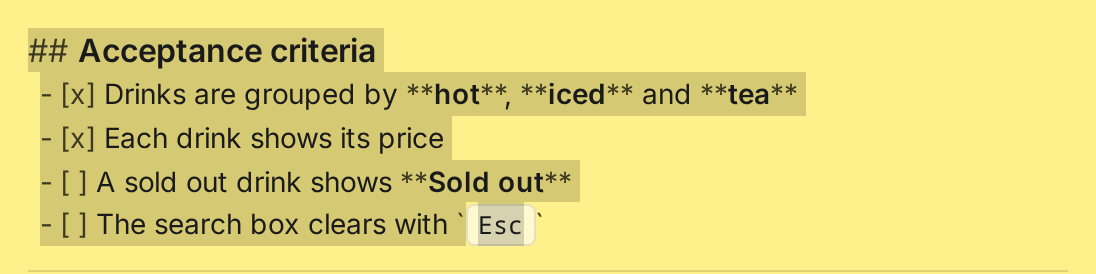 ## Acceptance criteria
- [x] Drinks are grouped by **hot**, **iced** and **tea**
- [x] Each drink shows its price
- [ ] A sold out drink shows **Sold out**
- [ ] The search box clears with `Esc`